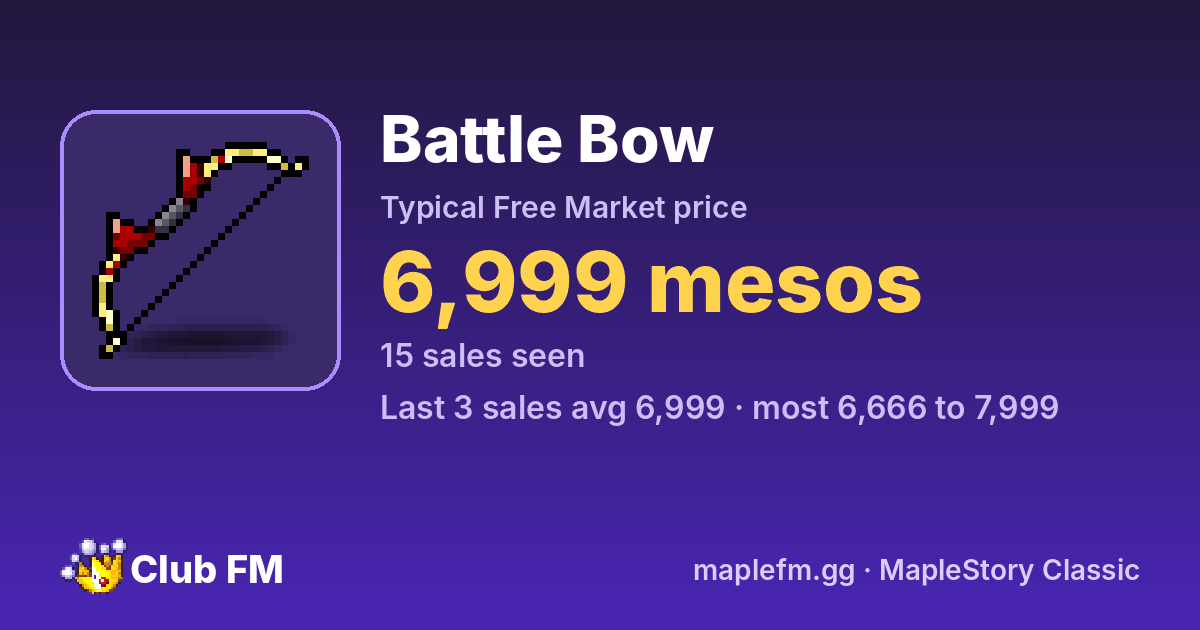 Battle Bow
Typical Free Market price
6,999 mesos
15 sales seen
Last 3 sales avg 6,999 · most 6,666 to 7,999
Club FM
maplefm.gg · MapleStory Classic